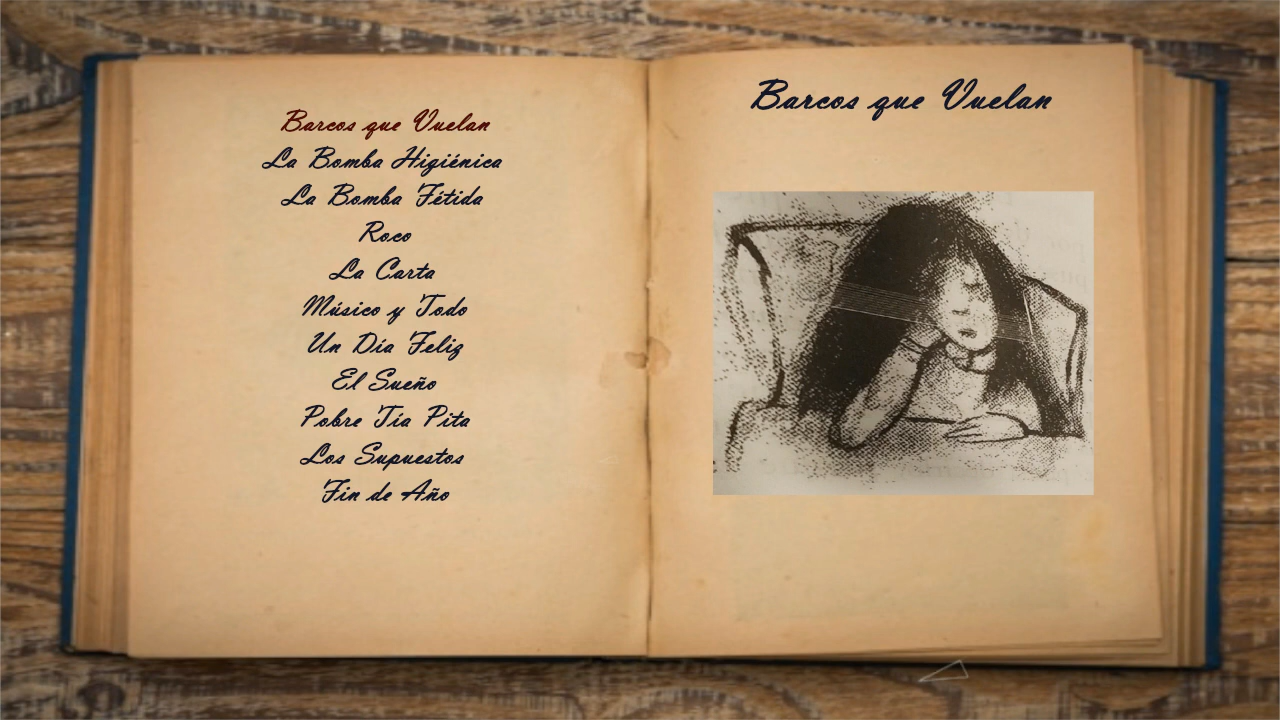 Barcos que Vuelan
La Bomba Higiénica
La Bomba Fétida
Roco
La Carta
Músico y Todo
Un Día Feliz
El Sueño
Pobre Tía Pita
Los Supuestos
Fin de Año
Barcos que Vuelan